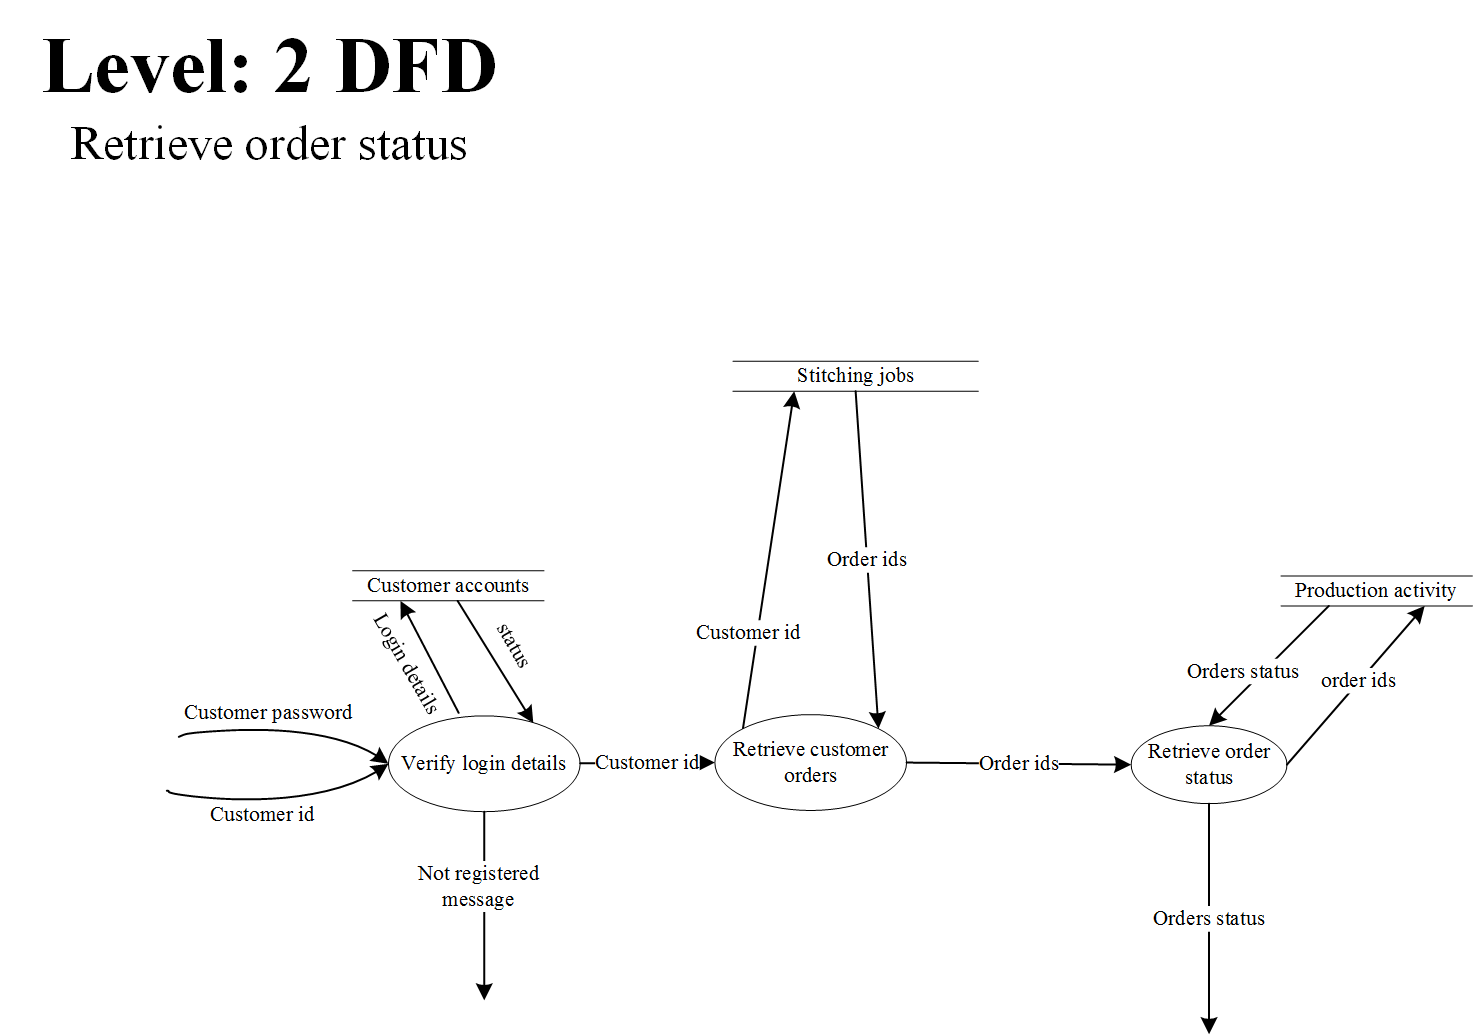 Level: 2 DFD
Retrieve order status
Stitching jobs
Order ids
Customer id
Customer accounts
Login details
status
Production activity
Orders status
order ids
Customer password
Customer id
Verify login details
Customer id
Retrieve customer
orders
Order ids
Retrieve order
status
Not registered
message
Orders status